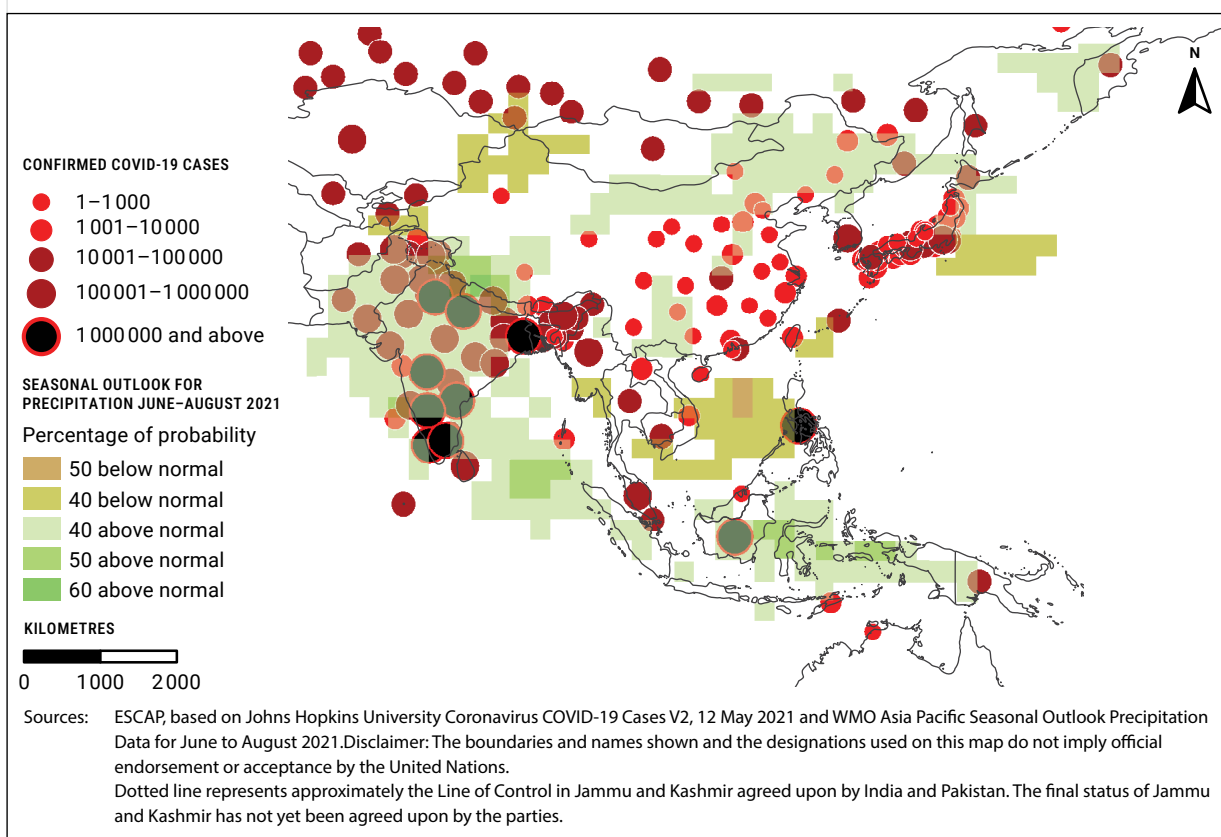 N
CONFIRMED COVID-19 CASES
1–1 000
1 001–10 000
10 001–100 000
100 001–1 000 000
1 000 000 and above
SEASONAL OUTLOOK FOR
PRECIPITATION JUNE–AUGUST 2021
Percentage of probability
50 below normal
40 below normal
40 above normal
50 above normal
60 above normal
KILOMETRES
0 1 000 2 000
Sources: ESCAP, based on Johns Hopkins University Coronavirus COVID-19 Cases V2, 12 May 2021 and WMO Asia Pacific Seasonal Outlook Precipitation
Data for June to August 2021.Disclaimer: The boundaries and names shown and the designations used on this map do not imply official
endorsement or acceptance by the United Nations.
Dotted line represents approximately the Line of Control in Jammu and Kashmir agreed upon by India and Pakistan. The final status of Jammu
and Kashmir has not yet been agreed upon by the parties.